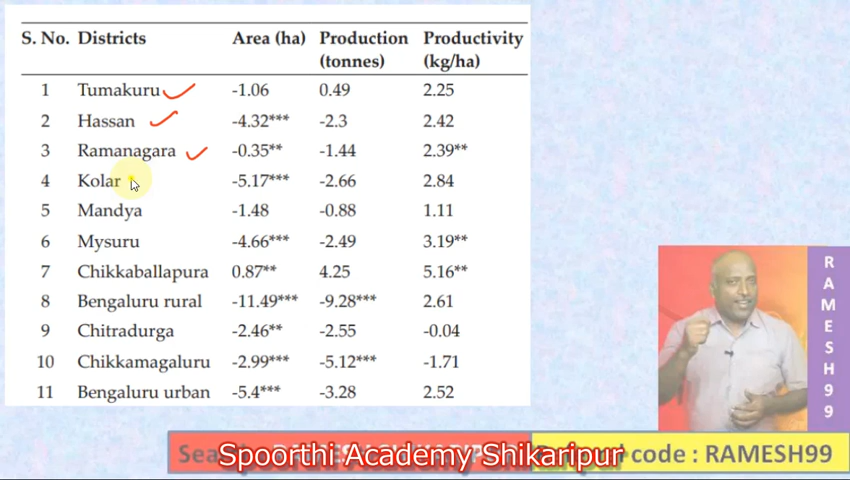 S. No. Districts Area (ha) Production (tonnes) Productivity (kg/ha)
1 Tumakuru -1.06 0.49 2.25
2 Hassan -4.32*** -2.3 2.42
3 Ramanagara -0.35** -1.44 2.39**
4 Kolar -5.17*** -2.66 2.84
5 Mandya -1.48 -0.88 1.11
6 Mysuru -4.66*** -2.49 3.19**
7 Chikkaballapura 0.87** 4.25 5.16**
8 Bengaluru rural -11.49*** -9.28*** 2.61
9 Chitradurga -2.46** -2.55 -0.04
10 Chikkamagaluru -2.99*** -5.12*** -1.71
11 Bengaluru urban -5.4*** -3.28 2.52
RAMESH99
Spoorthi Academy Shikaripur
code : RAMESH99